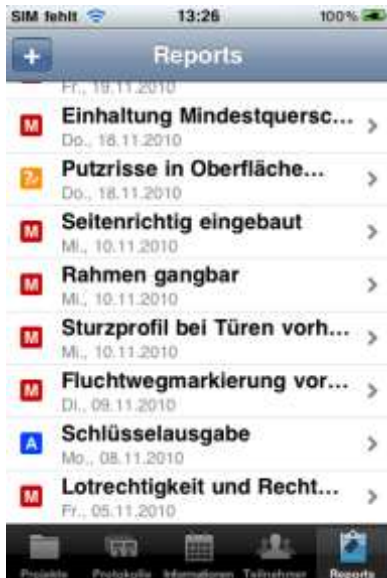 SIM fehlt 13:26 100%
+ Reports
Fr., 19.11.2010
M Einhaltung Mindestquersc...
Do., 18.11.2010
Putzrisse in Oberfläche...
Do., 18.11.2010
M Seitenrichtig eingebaut
Mi., 10.11.2010
M Rahmen gangbar
Mi., 10.11.2010
M Sturzprofil bei Türen vorh...
Mi., 10.11.2010
M Fluchtwegmarkierung vor...
Di., 09.11.2010
A Schlüsselausgabe
Mo., 08.11.2010
M Lotrechtigkeit und Recht...
Fr., 05.11.2010
Projekte Protokolle Informationen Teilnehmer Reports